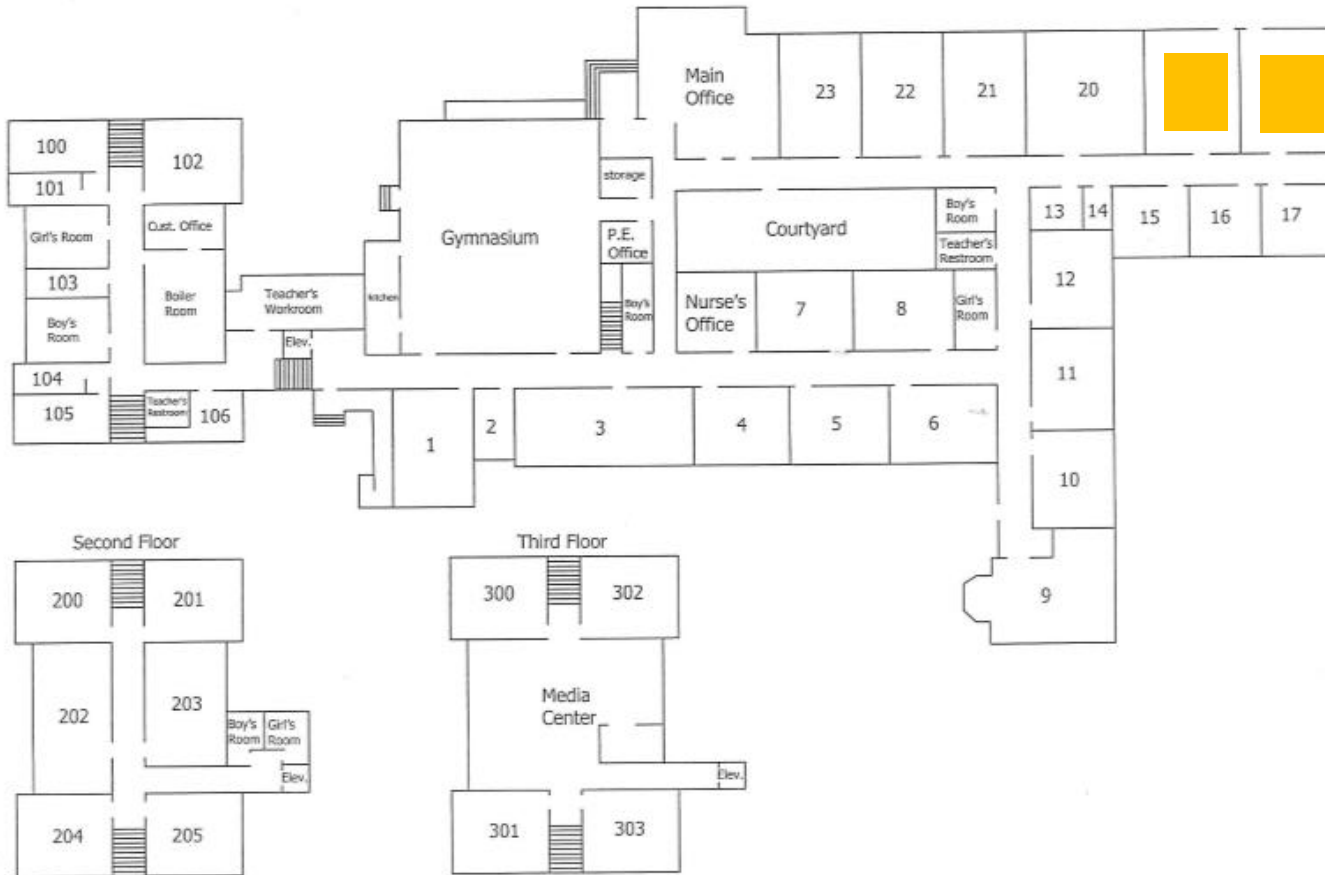 Main
Office
23
22
21
20
100
102
101
storage
Boy's
Room
13
14
15
16
17
Girl's Room
Cust. Office
Gymnasium
P.E.
Office
Courtyard
Teacher's
Restroom
12
103
Boiler
Room
Teacher's
Workroom
kitchen
Boy's
Room
Nurse's
Office
7
8
Girl's
Room
Boy's
Room
Elev.
11
104
105
Teacher's
Restroom
106
1
2
3
4
5
6
10
9
Second Floor
200
201
202
203
Boy's
Room
Girl's
Room
Elev.
204
205
Third Floor
300
302
Media
Center
Elev.
301
303